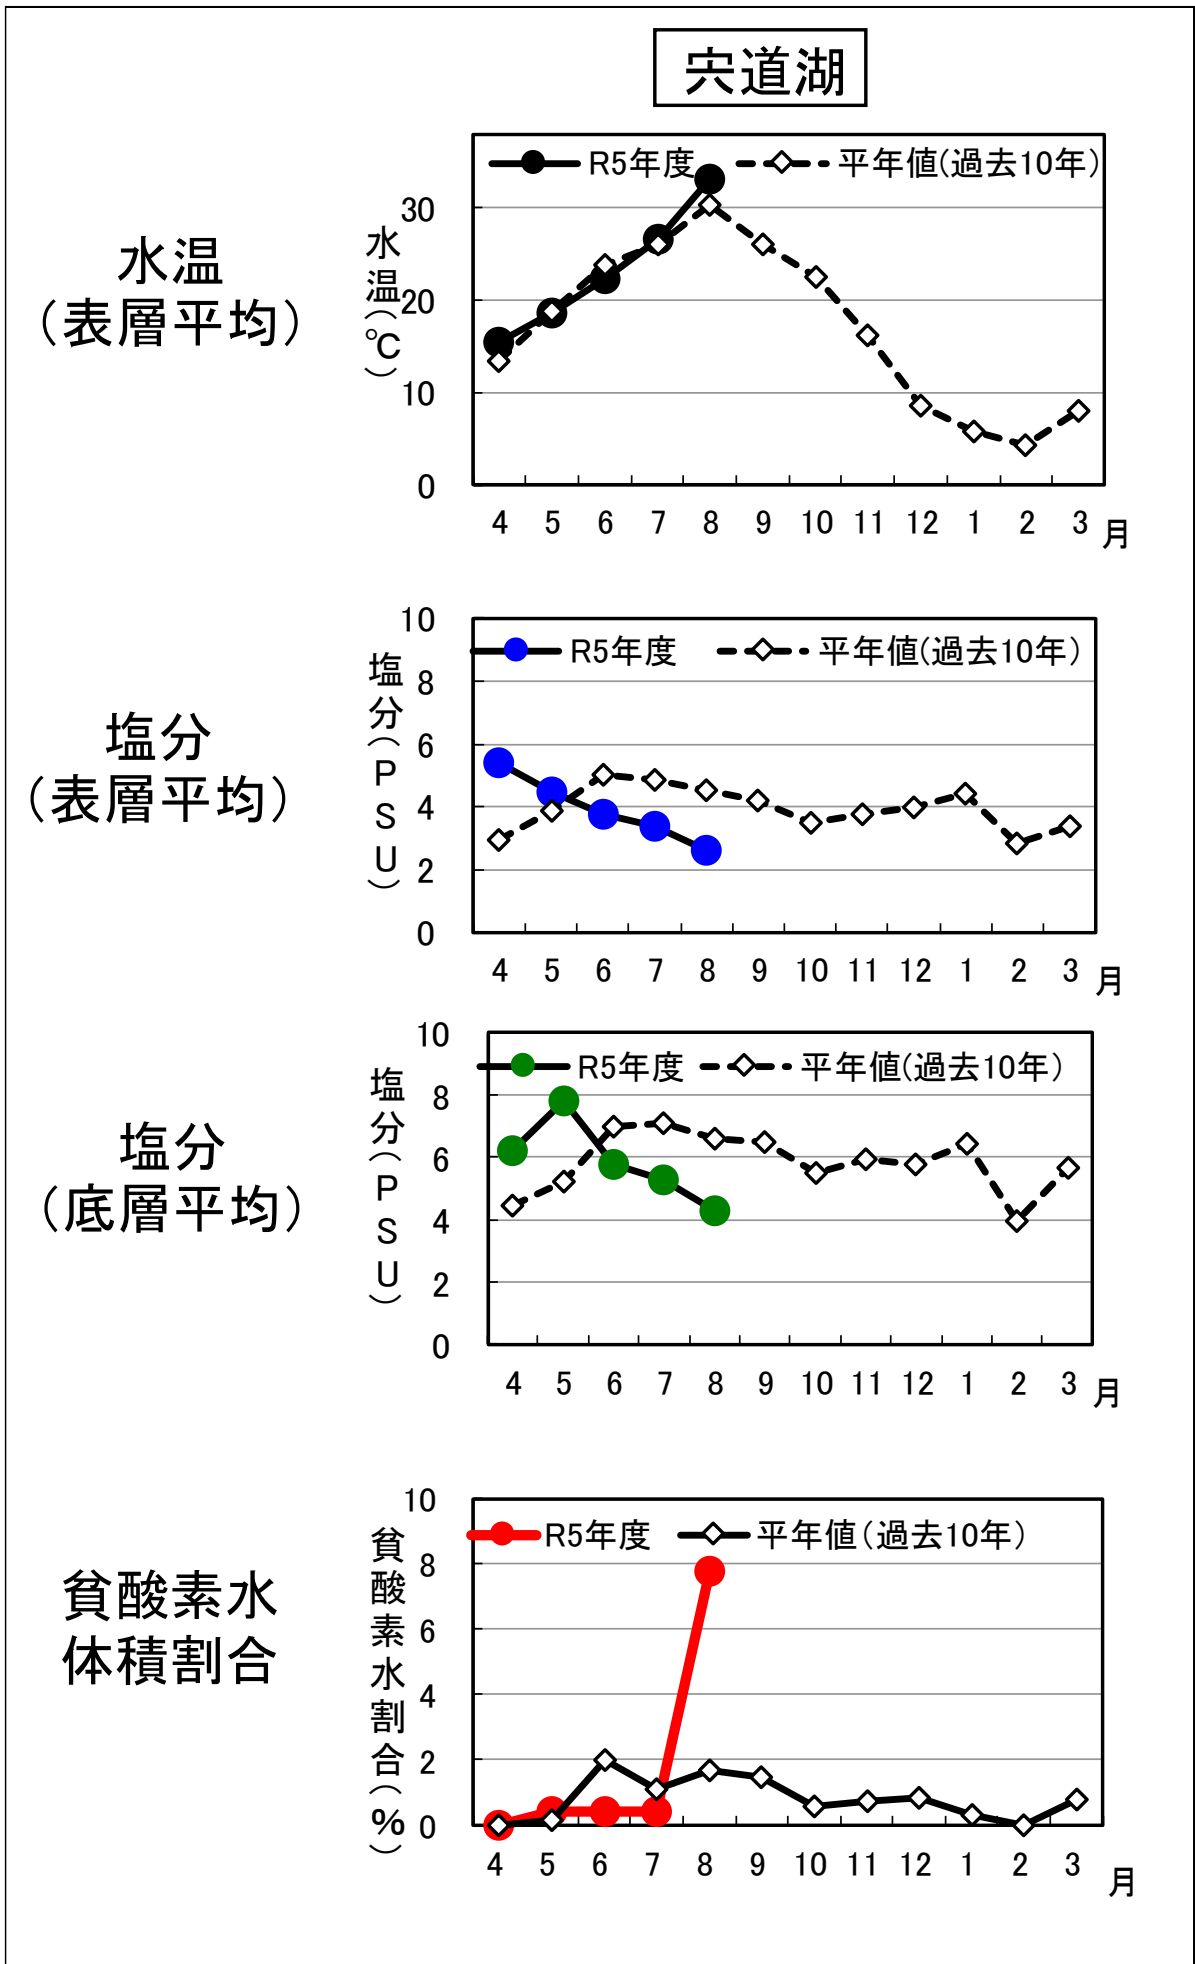 宍道湖
水温
（表層平均）
水温(℃)
R5年度
平年値(過去10年)
30
20
10
0
4 5 6 7 8 9 10 11 12 1 2 3 月
塩分
（表層平均）
塩分(PSU)
R5年度
平年値(過去10年)
10
8
6
4
2
0
4 5 6 7 8 9 10 11 12 1 2 3 月
塩分
（底層平均）
塩分(PSU)
R5年度
平年値(過去10年)
10
8
6
4
2
0
4 5 6 7 8 9 10 11 12 1 2 3 月
貧酸素水
体積割合
貧酸素水割合(%)
R5年度
平年値(過去10年)
10
8
6
4
2
0
4 5 6 7 8 9 10 11 12 1 2 3 月